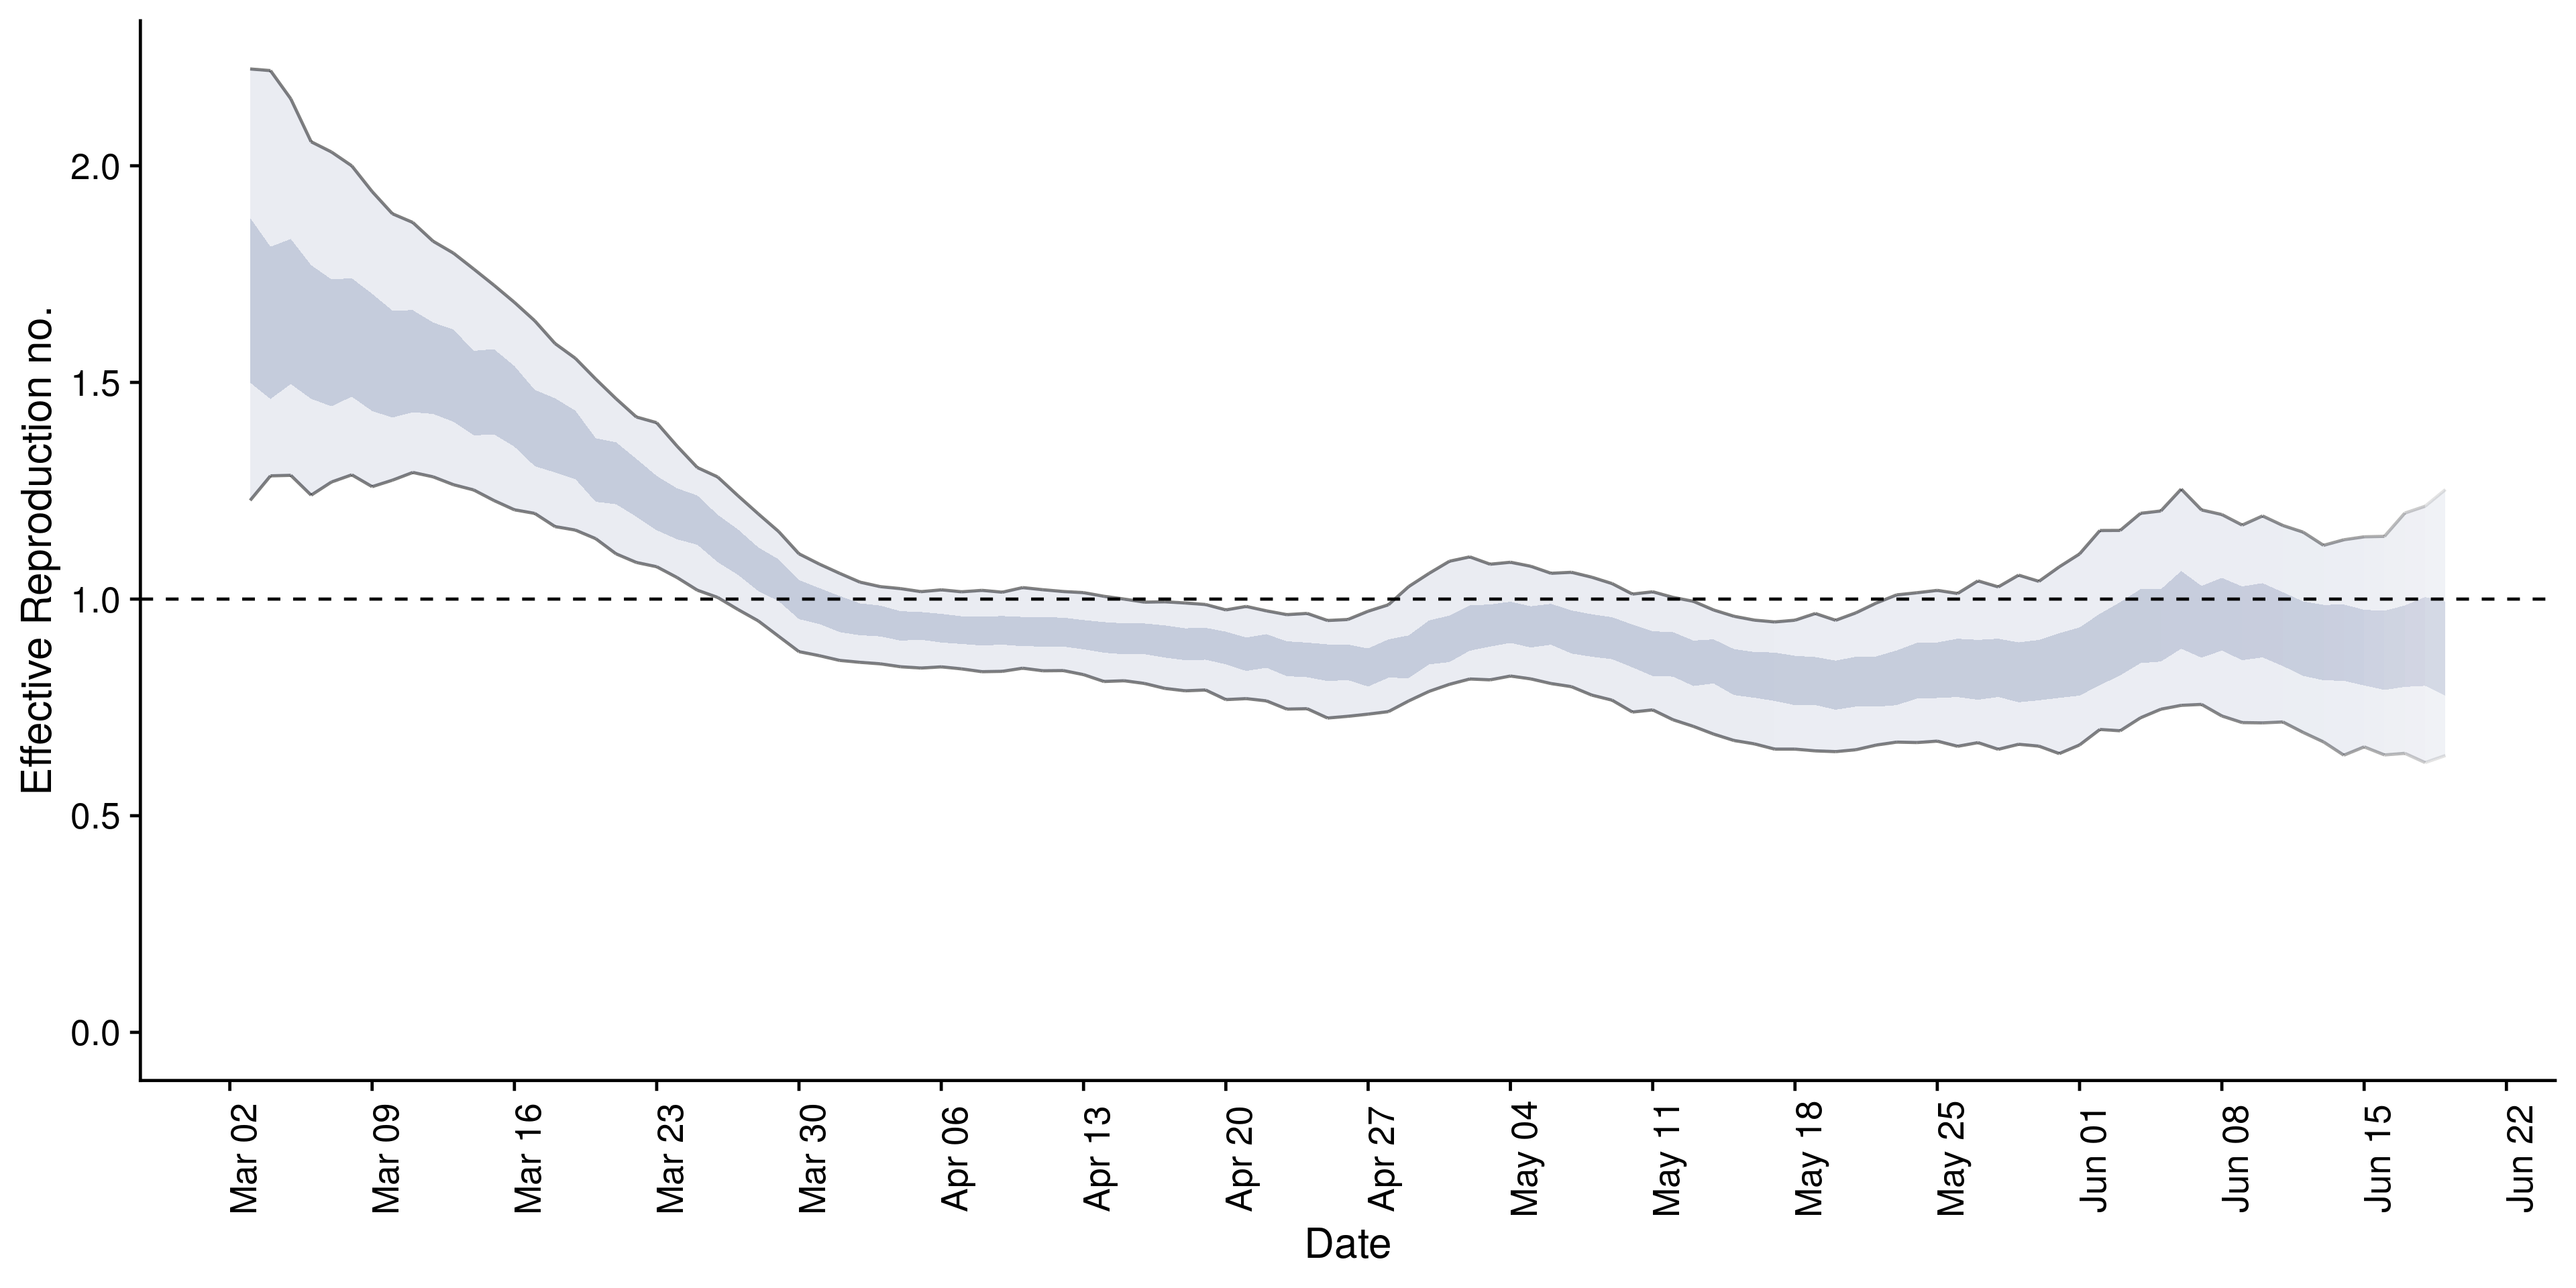 Effective Reproduction no.
2.0
1.5
1.0
0.5
0.0
Mar 02
Mar 09
Mar 16
Mar 23
Mar 30
Apr 06
Apr 13
Apr 20
Apr 27
May 04
May 11
May 18
May 25
Jun 01
Jun 08
Jun 15
Jun 22
Date